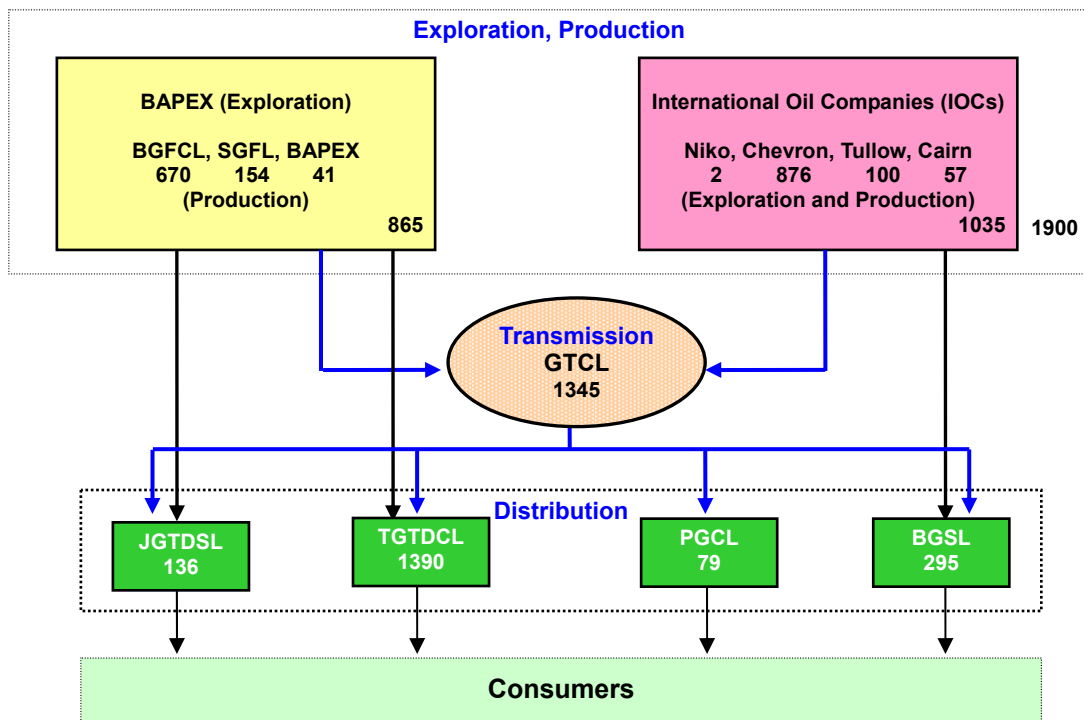 Exploration, Production
BAPEX (Exploration)
BGFCL, SGFL, BAPEX
670 154 41
(Production)
865
International Oil Companies (IOCs)
Niko, Chevron, Tullow, Cairn
2 876 100 57
(Exploration and Production)
1035
1900
Transmission
GTCL
1345
Distribution
JGTDSL
136
TGTDCL
1390
PGCL
79
BGSL
295
Consumers